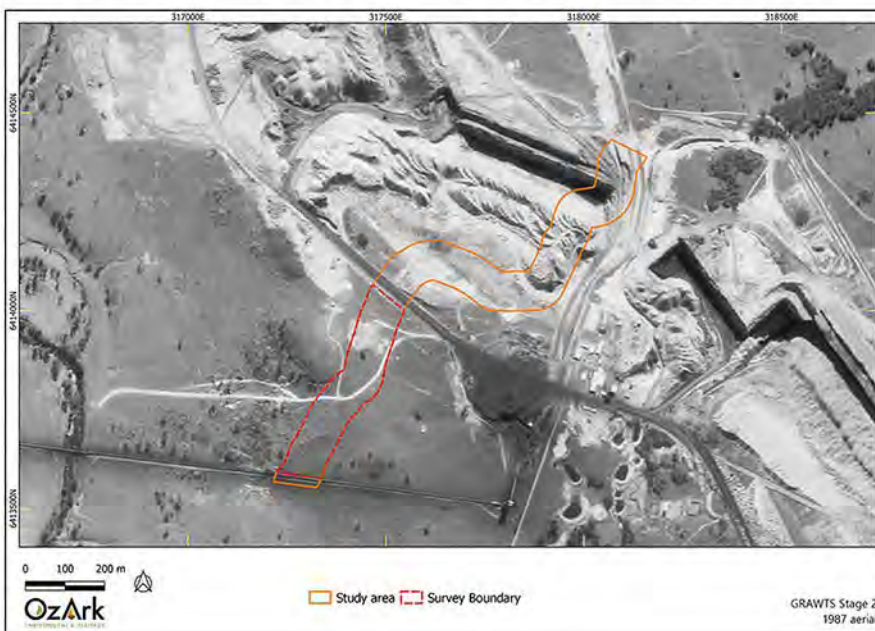 317000E 317500E 318000E 318500E
6414500N
6414000N
6413500N
0 100 200 m
OzArk
Study area Survey Boundary
GRAWTS Stage 2
1987 aerial